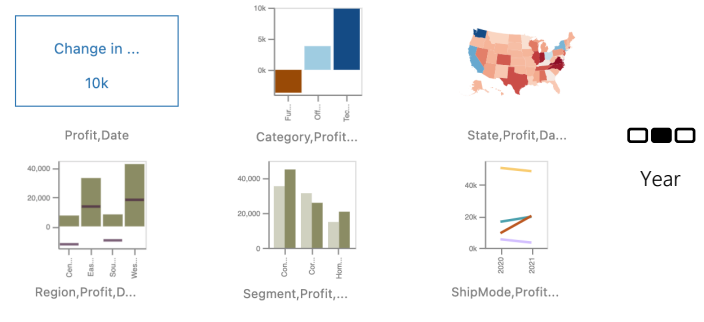 Change in ...
10k
Profit,Date
10k
5k
0k
Fur...
Off...
Tec...
Category,Profit...
State,Profit,Da...
Year
40,000
20,000
0
Cen...
Eas...
Sou...
Wes...
Region,Profit,D...
40,000
20,000
0
Con...
Cor...
Hom...
Segment,Profit,...
40k
20k
0k
2020
2021
ShipMode,Profit...